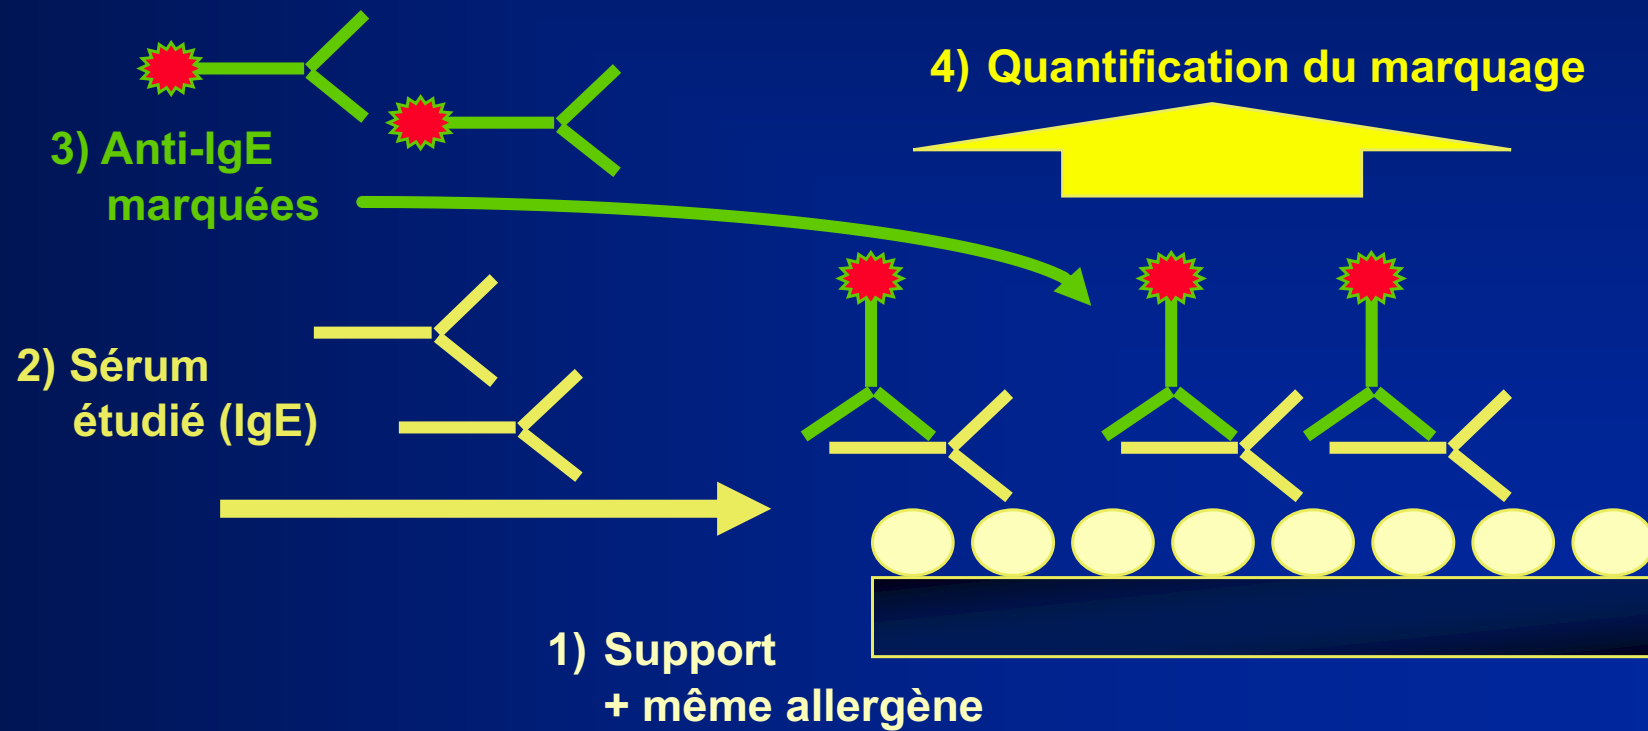 4) Quantification du marquage
3) Anti-IgE
marquées
2) Sérum
étudié (IgE)
1) Support
+ même allergène